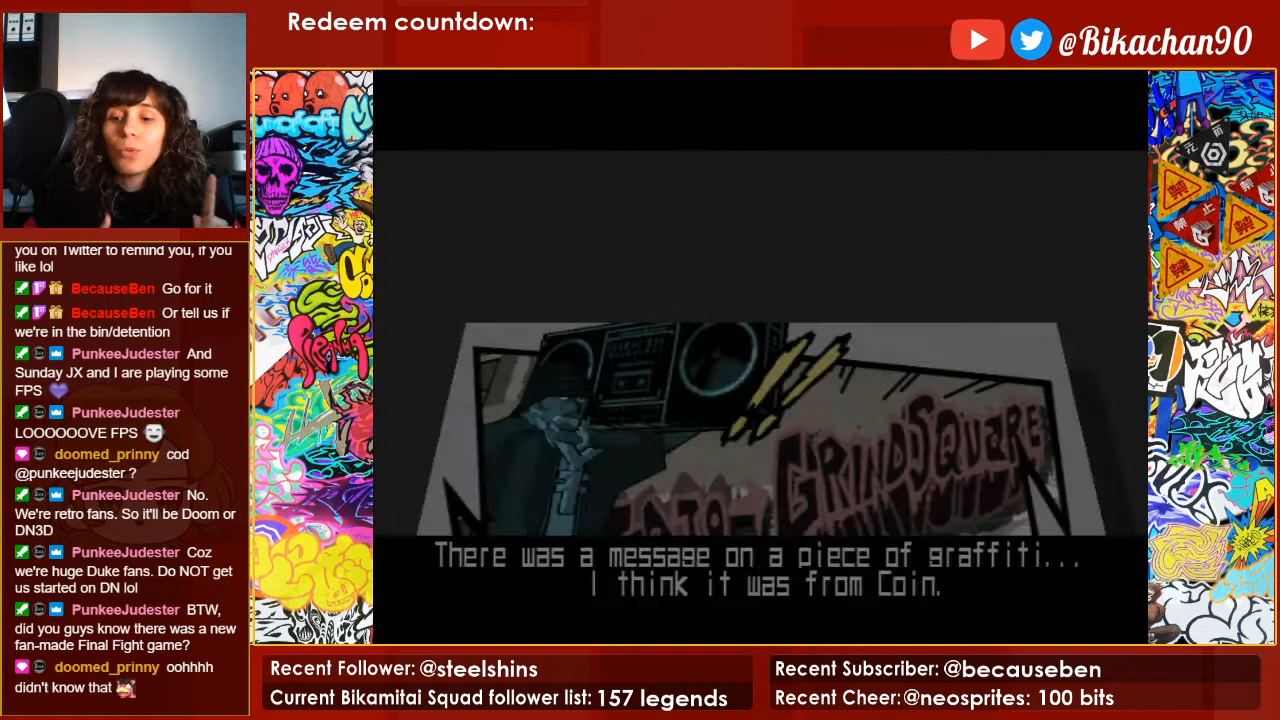 Redeem countdown:
@Bikachan90
you on Twitter to remind you, if you
like lol
BecauseBen Go for it
BecauseBen Or tell us if
we're in the bin/detention
PunkeeJudester And
Sunday JX and I are playing some
FPS
PunkeeJudester
LOOOOOOVE FPS
doomed_prinny cod
@punkeejudester ?
PunkeeJudester No.
We're retro fans. So it'll be Doom or
DN3D
PunkeeJudester Coz
we're huge Duke fans. Do NOT get
us started on DN lol
PunkeeJudester BTW,
did you guys know there was a new
fan-made Final Fight game?
doomed_prinny oohhhh
didn't know that
GRINDSQUERE
There was a message on a piece of graffiti...
I think it was from Coin.
Recent Follower: @steelshins
Current Bikamitai Squad follower list: 157 legends
Recent Subscriber: @becauseben
Recent Cheer: @neosprites: 100 bits